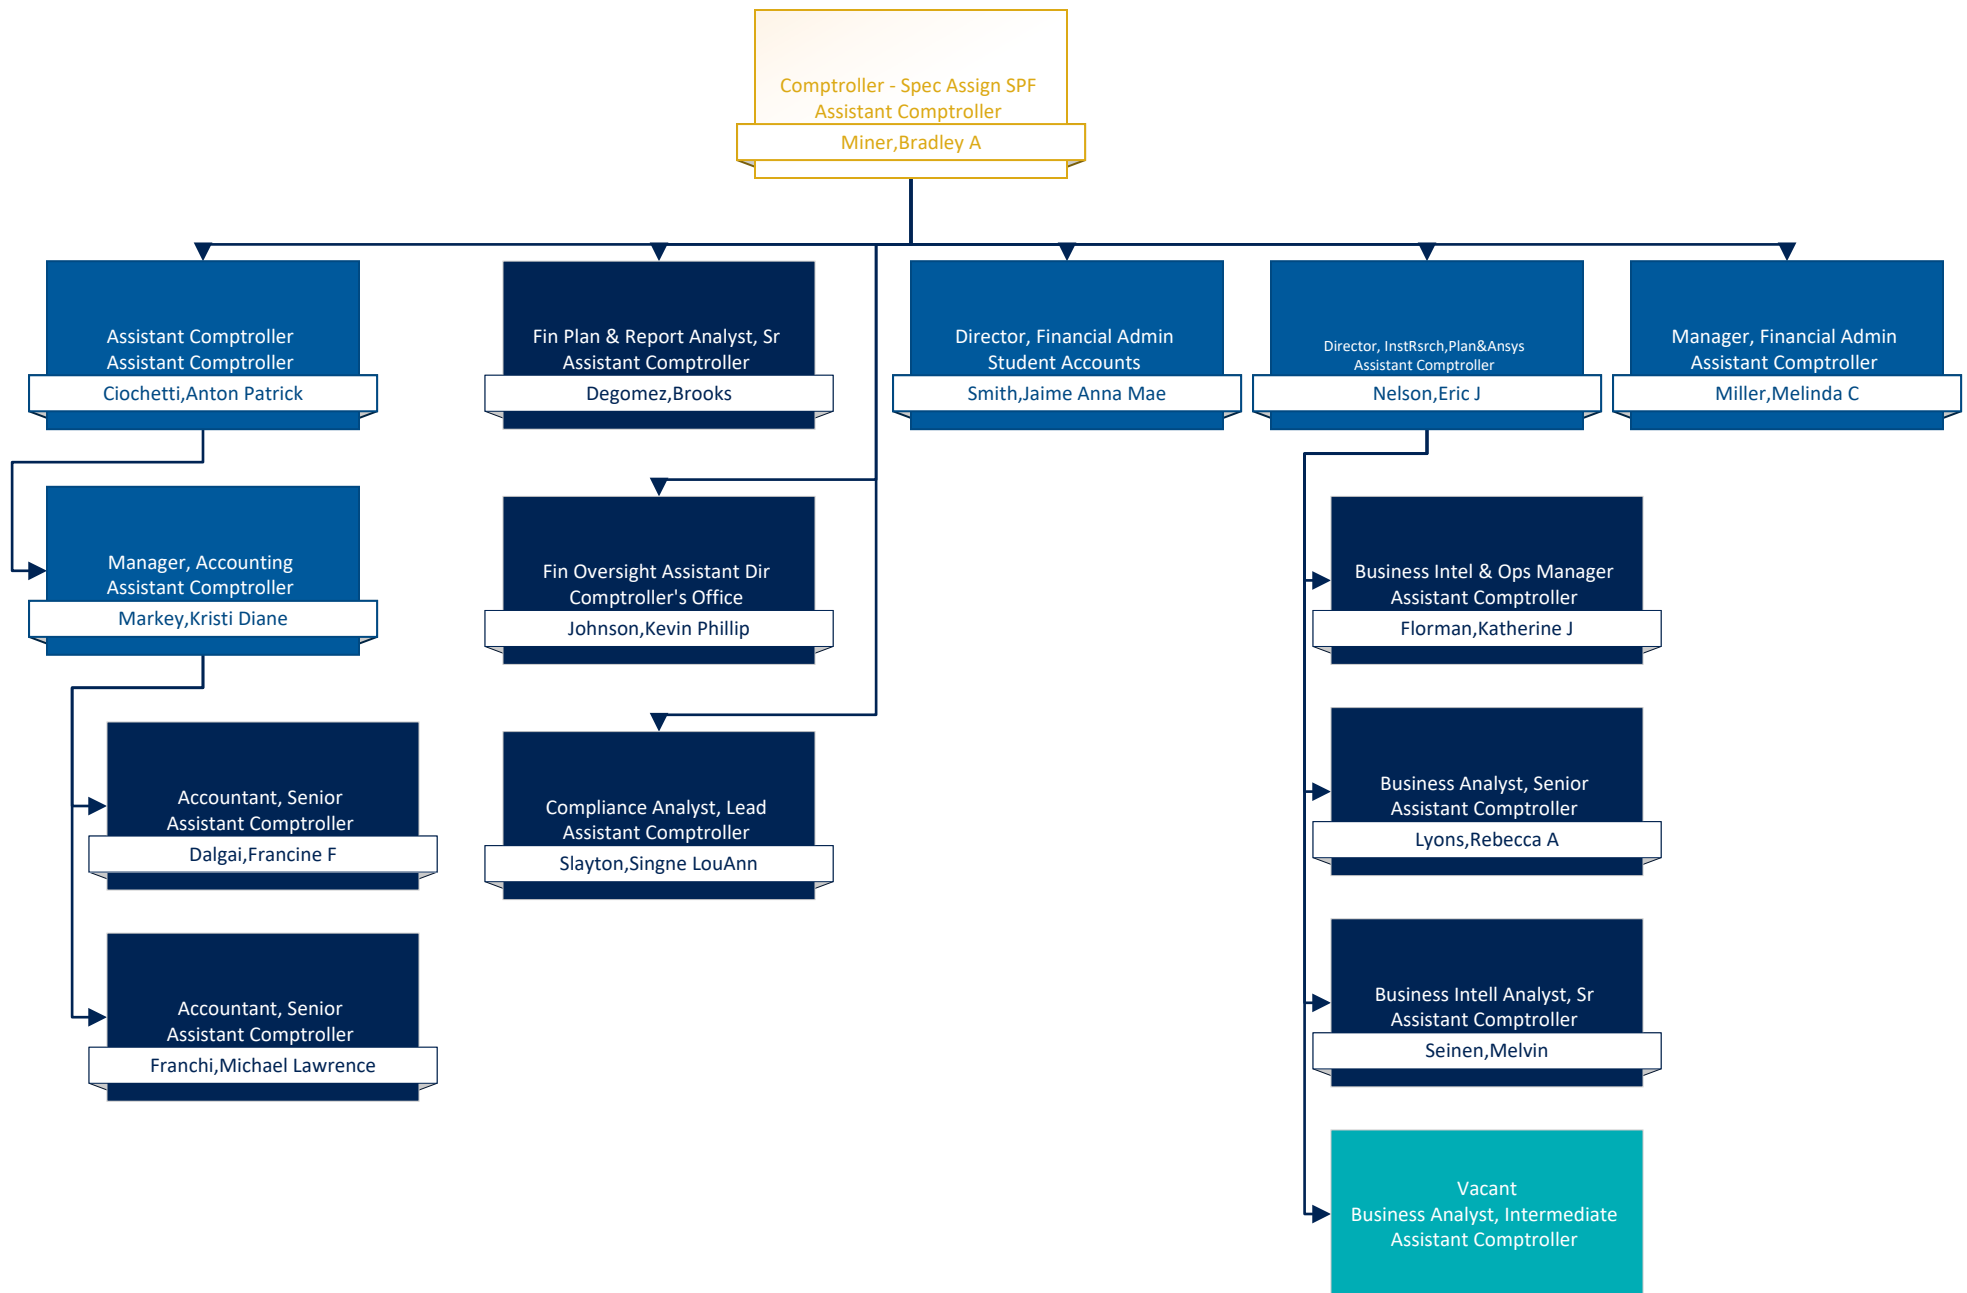 Comptroller - Spec Assign SPF
Assistant Comptroller
Miner,Bradley A
Assistant Comptroller
Assistant Comptroller
Ciochetti,Anton Patrick
Fin Plan & Report Analyst, Sr
Assistant Comptroller
Degomez,Brooks
Director, Financial Admin
Student Accounts
Smith,Jaime Anna Mae
Director, InstRsrch,Plan&Ansys
Assistant Comptroller
Nelson,Eric J
Manager, Financial Admin
Assistant Comptroller
Miller,Melinda C
Manager, Accounting
Assistant Comptroller
Markey,Kristi Diane
Fin Oversight Assistant Dir
Comptroller's Office
Johnson,Kevin Phillip
Business Intel & Ops Manager
Assistant Comptroller
Florman,Katherine J
Accountant, Senior
Assistant Comptroller
Dalgai,Francine F
Compliance Analyst, Lead
Assistant Comptroller
Slayton,Singne LouAnn
Business Analyst, Senior
Assistant Comptroller
Lyons,Rebecca A
Accountant, Senior
Assistant Comptroller
Franchi,Michael Lawrence
Business Intell Analyst, Sr
Assistant Comptroller
Seinen,Melvin
Vacant
Business Analyst, Intermediate
Assistant Comptroller